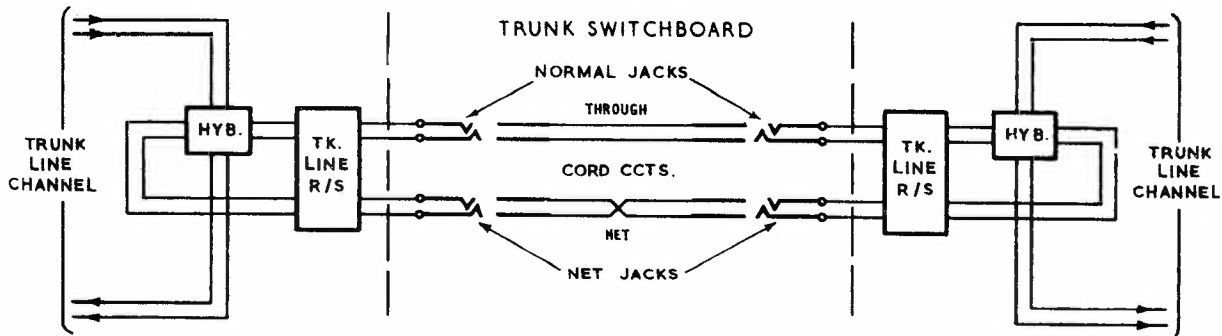 TRUNK SWITCHBOARD
NORMAL JACKS
THROUGH
HYB.
TK.
LINE
R/S
TRUNK
LINE
CHANNEL
CORD CCTS.
TK.
LINE
R/S
HYB.
TRUNK
LINE
CHANNEL
NET
NET JACKS